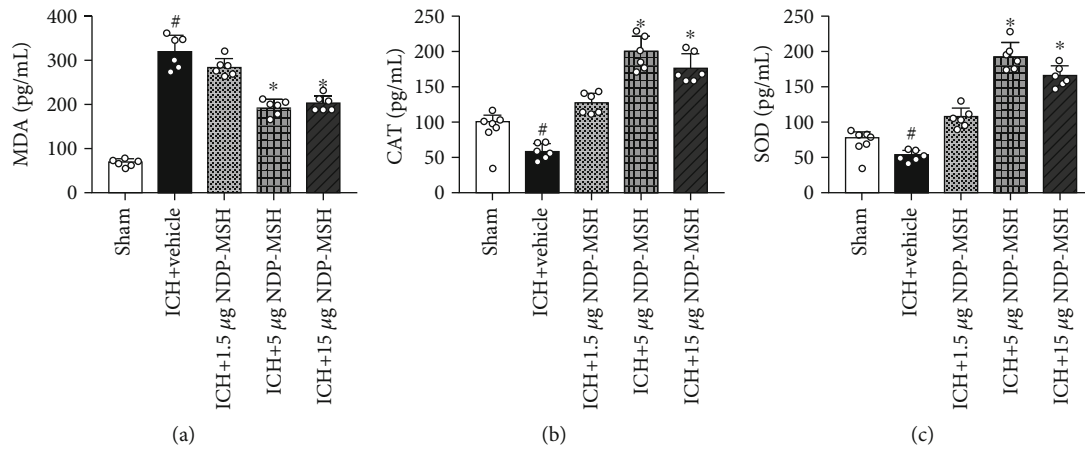 MDA (pg/mL)
400
300
200
100
0
#
*
*
Sham
ICH+vehicle
ICH+1.5 μg NDP-MSH
ICH+5 μg NDP-MSH
ICH+15 μg NDP-MSH
(a)
CAT (pg/mL)
250
200
150
100
50
0
#
*
*
Sham
ICH+vehicle
ICH+1.5 μg NDP-MSH
ICH+5 μg NDP-MSH
ICH+15 μg NDP-MSH
(b)
SOD (pg/mL)
250
200
150
100
50
0
#
*
*
Sham
ICH+vehicle
ICH+1.5 μg NDP-MSH
ICH+5 μg NDP-MSH
ICH+15 μg NDP-MSH
(c)